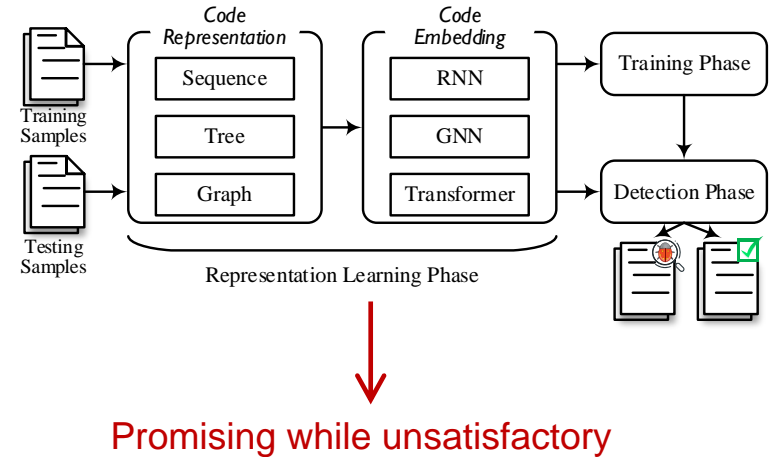 Code
Representation
Code
Embedding
Training
Samples
Sequence
Tree
Graph
RNN
GNN
Transformer
Training Phase
Detection Phase
Testing
Samples
Representation Learning Phase
Promising while unsatisfactory